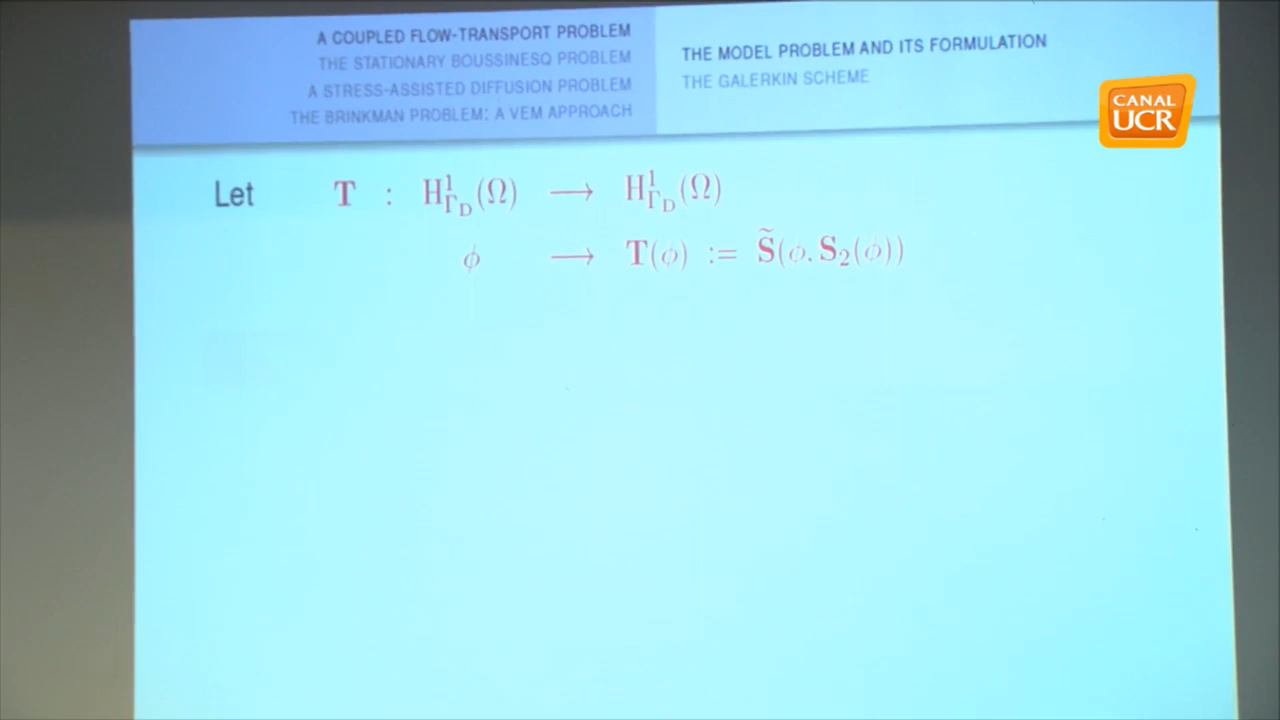 A COUPLED FLOW-TRANSPORT PROBLEM
THE STATIONARY BOUSSINESQ PROBLEM
A STRESS-ASSISTED DIFFUSION PROBLEM
THE BRINKMAN PROBLEM: A VEM APPROACH
THE MODEL PROBLEM AND ITS FORMULATION
THE GALERKIN SCHEME
CANAL
UCR
Let T : H¹_{Γ_D}(Ω) ⟶ H¹_{Γ_D}(Ω)
ϕ ⟶ T(ϕ) := S̃(ϕ, S₂(ϕ))